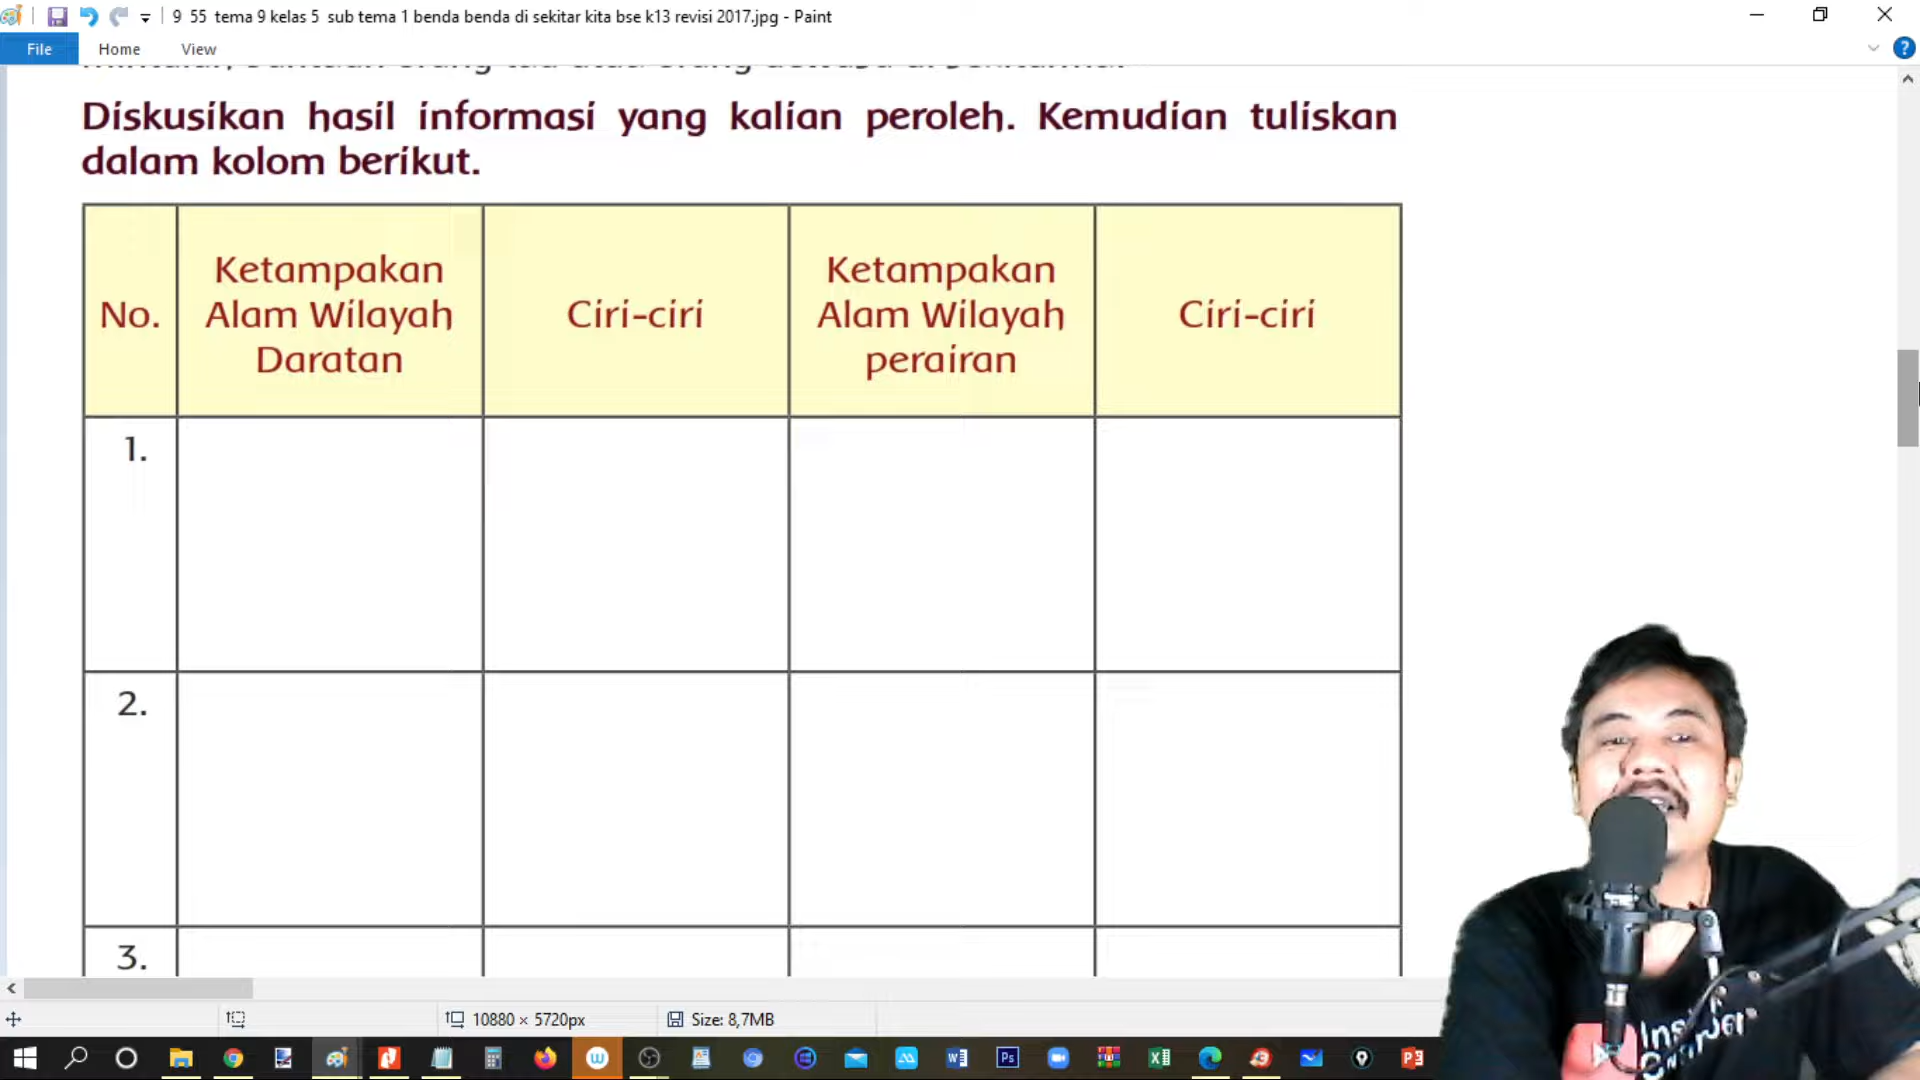 9 55 tema 9 kelas 5 sub tema 1 benda benda di sekitar kita bse k13 revisi 2017.jpg - Paint
File Home View
Diskusikan hasil informasi yang kalian peroleh. Kemudian tuliskan
dalam kolom berikut.
No.
Ketampakan
Alam Wilayah
Daratan
Ciri-ciri
Ketampakan
Alam Wilayah
perairan
Ciri-ciri
1.
2.
3.
10880 × 5720px
Size: 8,7MB